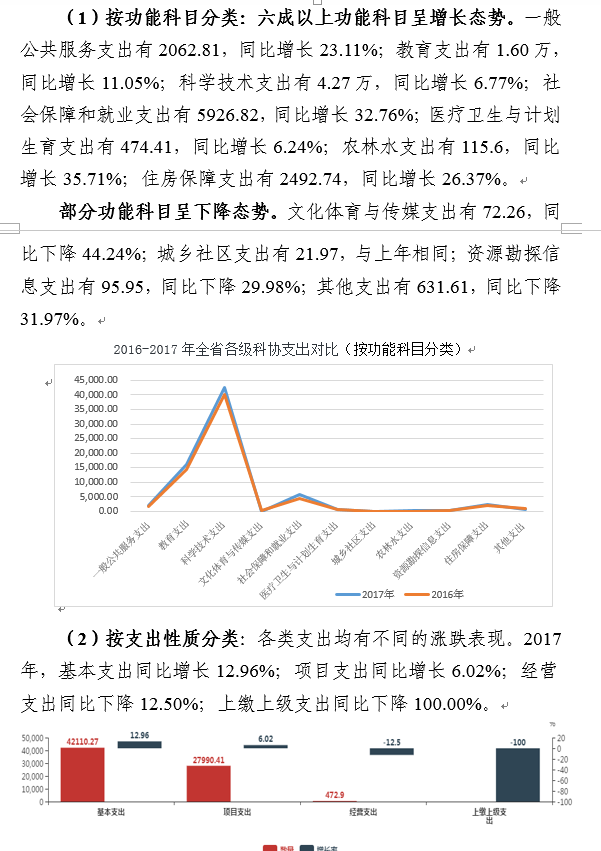 （1）按功能科目分类：六成以上功能科目呈增长态势。一般
公共服务支出有 2062.81，同比增长 23.11%；教育支出有 1.60 万，
同比增长 11.05%；科学技术支出有 4.27 万，同比增长 6.77%；社
会保障和就业支出有 5926.82，同比增长 32.76%；医疗卫生与计划
生育支出有 474.41，同比增长 6.24%；农林水支出有 115.6，同比
增长 35.71%；住房保障支出有 2492.74，同比增长 26.37%。
部分功能科目呈下降态势。文化体育与传媒支出有 72.26，同
比下降 44.24%；城乡社区支出有 21.97，与上年相同；资源勘探信
息支出有 95.95，同比下降 29.98%；其他支出有 631.61，同比下降
31.97%。
2016-2017 年全省各级科协支出对比（按功能科目分类）
45,000.00
40,000.00
35,000.00
30,000.00
25,000.00
20,000.00
15,000.00
10,000.00
5,000.00
0.00
一般公共服务支出
教育支出
科学技术支出
文化体育与传媒支出
社会保障和就业支出
医疗卫生与计划生育支出
城乡社区支出
农林水支出
资源勘探信息支出
住房保障支出
其他支出
2017年 2016年
（2）按支出性质分类：各类支出均有不同的涨跌表现。2017
年，基本支出同比增长 12.96%；项目支出同比增长 6.02%；经营
支出同比下降 12.50%；上缴上级支出同比下降 100.00%。
%
50,000
40,000
30,000
20,000
10,000
0
42110.27
12.96
27990.41
6.02
472.9
-12.5
-100
20
0
-20
-40
-60
-80
-100
基本支出
项目支出
经营支出
上缴上级支
出
数量 增长率